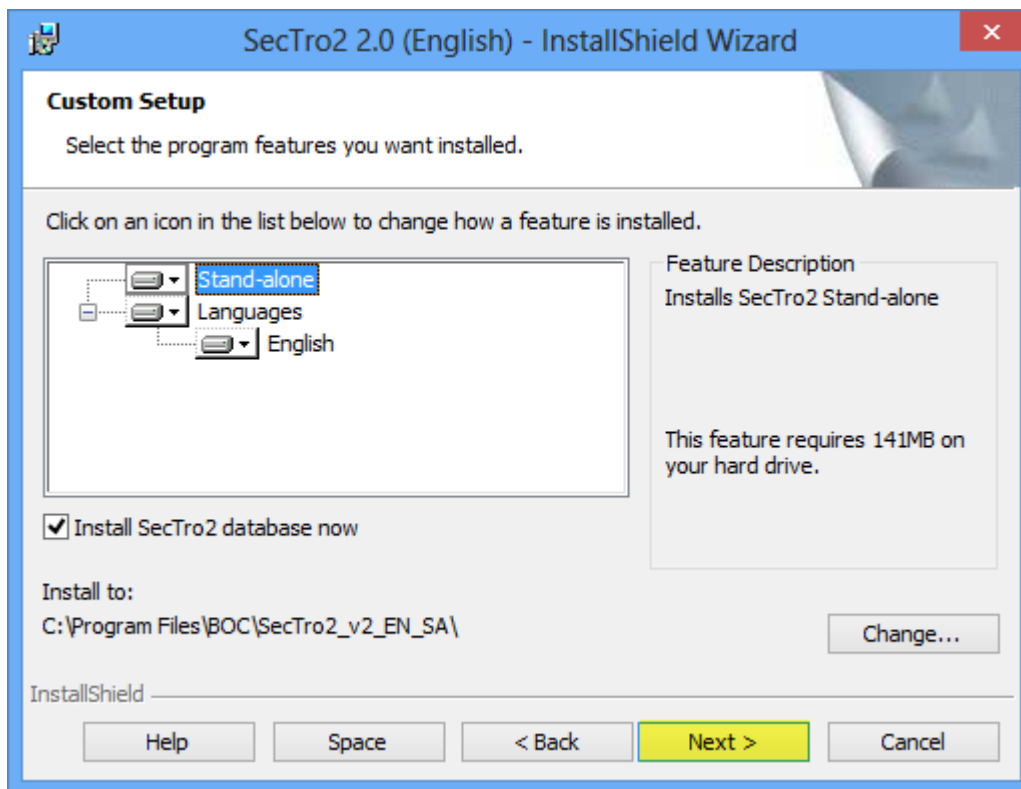 SecTro2 2.0 (English) - InstallShield Wizard
Custom Setup
Select the program features you want installed.
Click on an icon in the list below to change how a feature is installed.
Stand-alone
Languages
English
Feature Description
Installs SecTro2 Stand-alone
This feature requires 141MB on
your hard drive.
Install SecTro2 database now
Install to:
C:\Program Files\BOC\SecTro2_v2_EN_SA\
Change...
InstallShield
Help
Space
< Back
Next >
Cancel